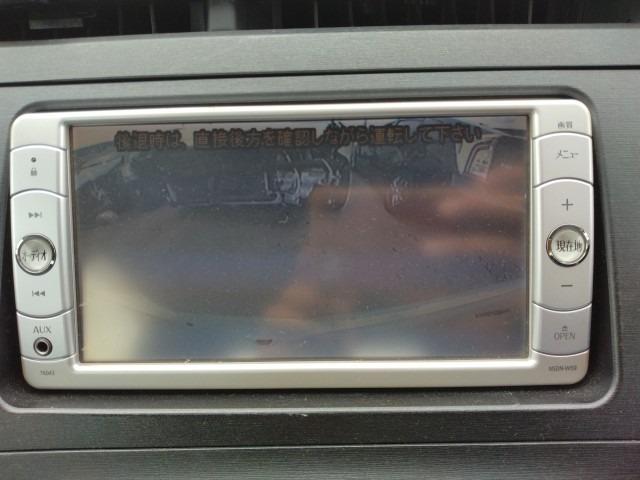 後退時は、直接後方を確認しながら運転して下さい
画質
メニュー
+
現在地
−
OPEN
オーディオ
AUX
NSDN-W59